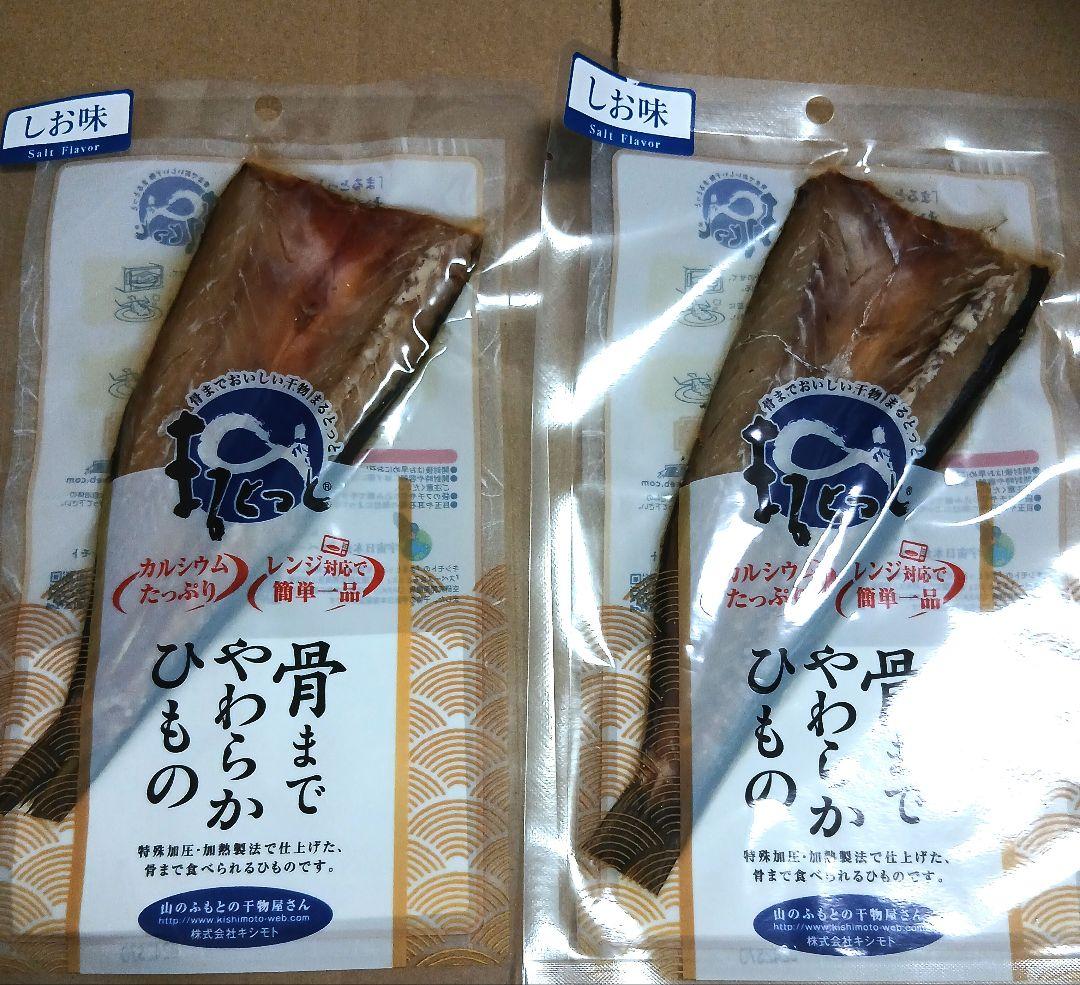 しお味
Salt Flavor
骨までおいしい干物 まるとっと
まるとっと®
カルシウム
たっぷり
レンジ対応で
簡単一品
骨まで
やわらか
ひもの
特殊加圧・加熱製法で仕上げた、
骨まで食べられるひものです。
山のふもとの干物屋さん
http://www.kishimoto-web.com
株式会社キシモト
しお味
Salt Flavor
骨までおいしい干物 まるとっと
まるとっと®
カルシウム
たっぷ
レンジ対応で
簡単一品
骨まで
やわらか
ひもの
特殊加圧・加熱製法で仕上げた、
骨まで食べられるひものです。
山のふもとの干物屋さん
http://www.kishimoto-web.com
株式会社キシモト